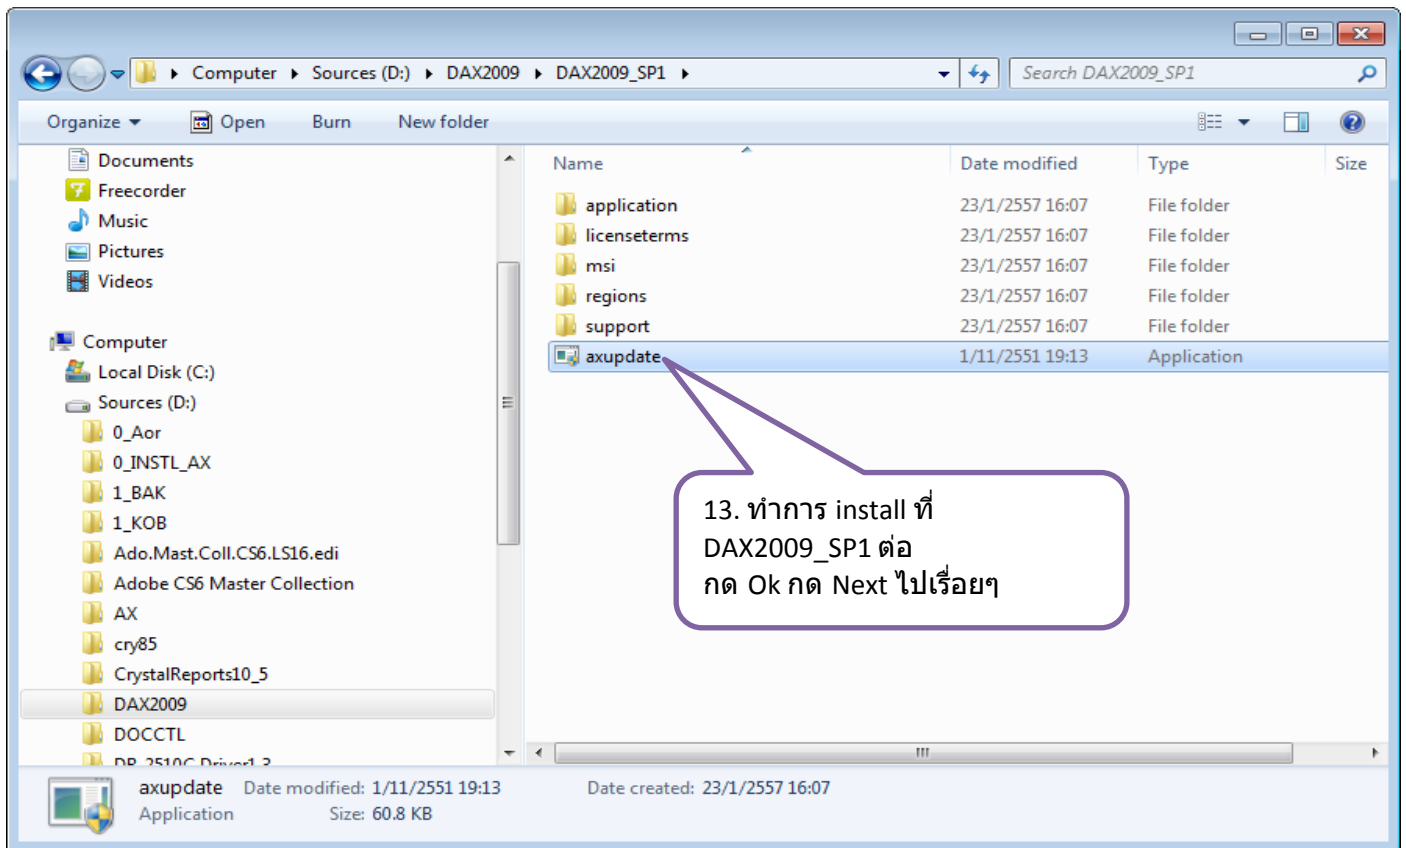 Computer Sources (D:) DAX2009 DAX2009_SP1
Search DAX2009_SP1
Organize Open Burn New folder
Documents
Freecorder
Music
Pictures
Videos
Computer
Local Disk (C:)
Sources (D:)
0_Aor
0_INSTL_AX
1_BAK
1_KOB
Ado.Mast.Coll.CS6.LS16.edi
Adobe CS6 Master Collection
AX
cry85
CrystalReports10_5
DAX2009
DOCCTL
Name Date modified Type Size
application 23/1/2557 16:07 File folder
licenseterms 23/1/2557 16:07 File folder
msi 23/1/2557 16:07 File folder
regions 23/1/2557 16:07 File folder
support 23/1/2557 16:07 File folder
axupdate 1/11/2551 19:13 Application
13. ทำการ install ที่
DAX2009_SP1 ต่อ
กด Ok กด Next ไปเรื่อยๆ
axupdate Date modified: 1/11/2551 19:13 Date created: 23/1/2557 16:07
Application Size: 60.8 KB